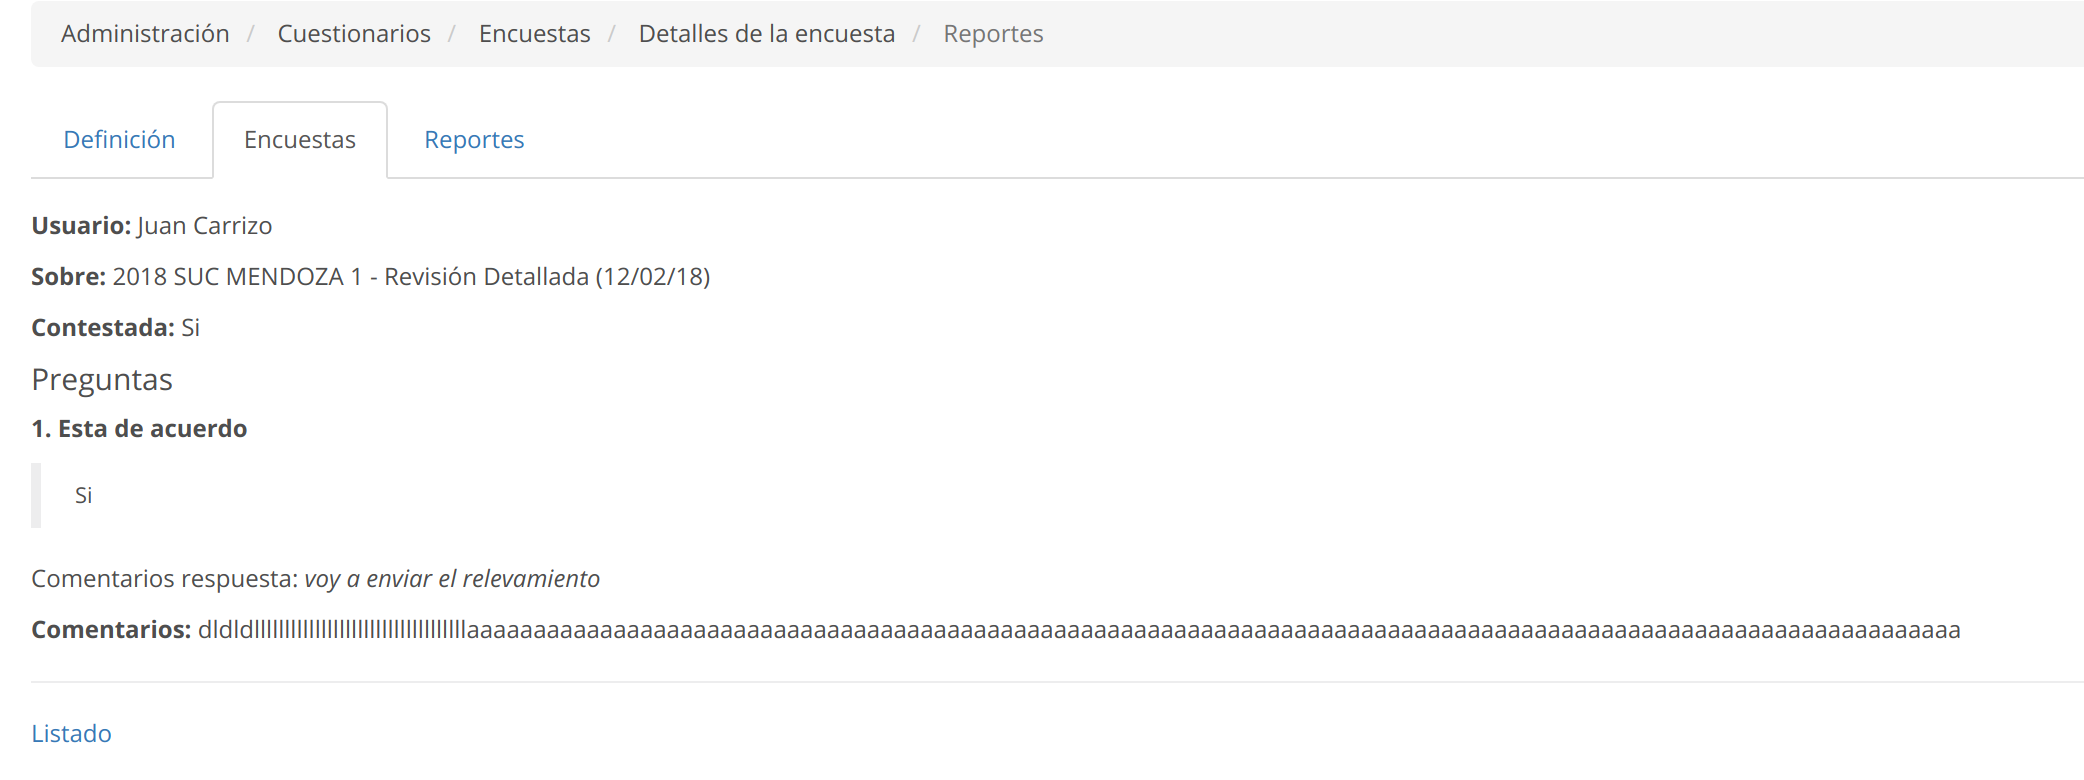 Administración / Cuestionarios / Encuestas / Detalles de la encuesta / Reportes
Definición Encuestas Reportes
Usuario: Juan Carrizo
Sobre: 2018 SUC MENDOZA 1 - Revisión Detallada (12/02/18)
Contestada: Si
Preguntas
1. Esta de acuerdo
Si
Comentarios respuesta: voy a enviar el relevamiento
Comentarios: dldldlllllllllllllllllllllllllllllllllllaaaaaaaaaaaaaaaaaaaaaaaaaaaaaaaaaaaaaaaaaaaaaaaaaaaaaaaaaaaaaaaaaaaaaaaaaaaaaaaaaaaaaaaaaaaaaaaaaaaaaaaaaaaaaaaa
Listado